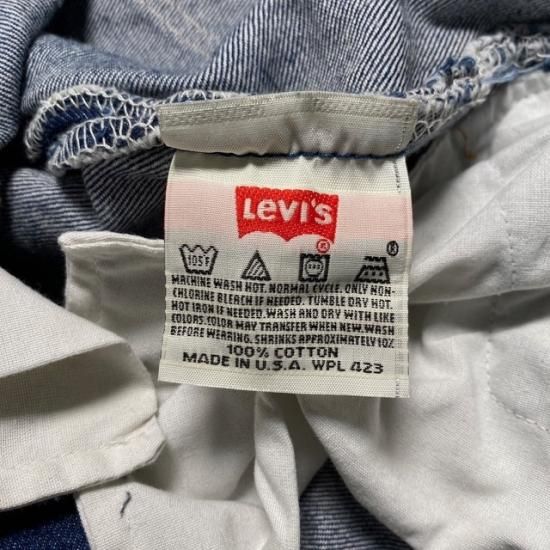 Levi's
®
105F ®
MACHINE WASH HOT. NORMAL CYCLE. ONLY NON-
CHLORINE BLEACH IF NEEDED. TUMBLE DRY HOT.
HOT IRON IF NEEDED. WASH AND DRY WITH LIKE
COLORS. COLOR MAY TRANSFER WHEN NEW. WASH
BEFORE WEARING. SHRINKS APPROXIMATELY 10%
100% COTTON
MADE IN U.S.A. WPL 423